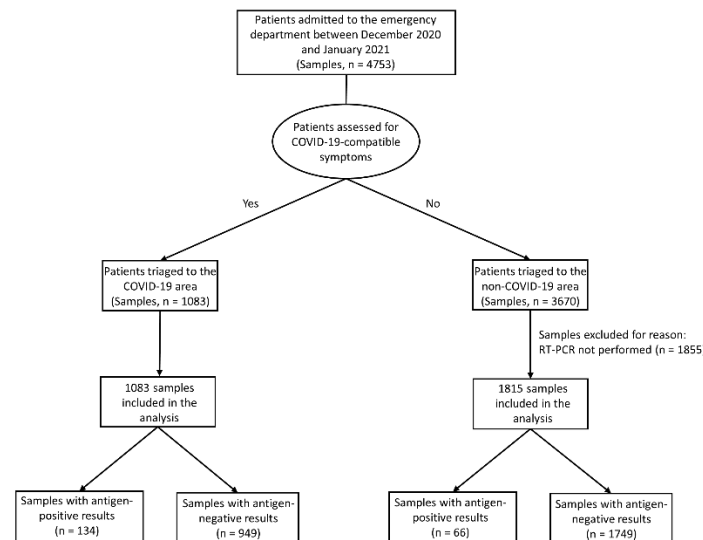 Patients admitted to the emergency
department between December 2020
and January 2021
(Samples, n = 4753)
Patients assessed for
COVID-19-compatible
symptoms
Yes
No
Patients triaged to the
COVID-19 area
(Samples, n = 1083)
Patients triaged to the
non-COVID-19 area
(Samples, n = 3670)
Samples excluded for reason:
RT-PCR not performed (n = 1855)
1083 samples
included in the
analysis
1815 samples
included in the
analysis
Samples with antigen-
positive results
(n = 134)
Samples with antigen-
negative results
(n = 949)
Samples with antigen-
positive results
(n = 66)
Samples with antigen-
negative results
(n = 1749)